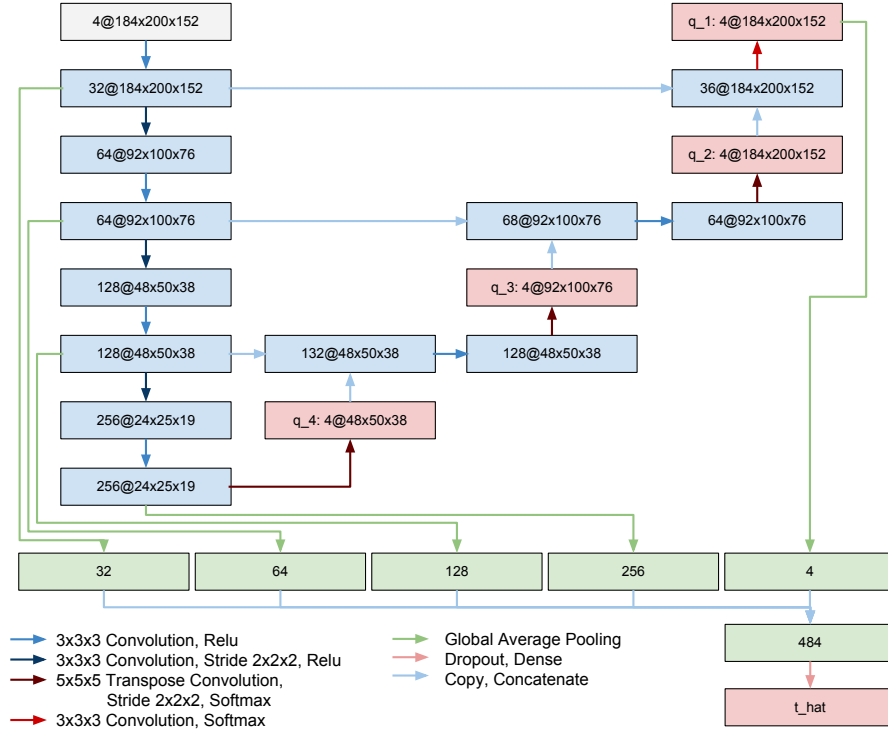 4@184x200x152
q_1: 4@184x200x152
32@184x200x152
36@184x200x152
64@92x100x76
q_2: 4@184x200x152
64@92x100x76
68@92x100x76
64@92x100x76
128@48x50x38
q_3: 4@92x100x76
128@48x50x38
132@48x50x38
128@48x50x38
256@24x25x19
q_4: 4@48x50x38
256@24x25x19
32
64
128
256
4
484
t_hat
3x3x3 Convolution, Relu
3x3x3 Convolution, Stride 2x2x2, Relu
5x5x5 Transpose Convolution,
Stride 2x2x2, Softmax
3x3x3 Convolution, Softmax
Global Average Pooling
Dropout, Dense
Copy, Concatenate